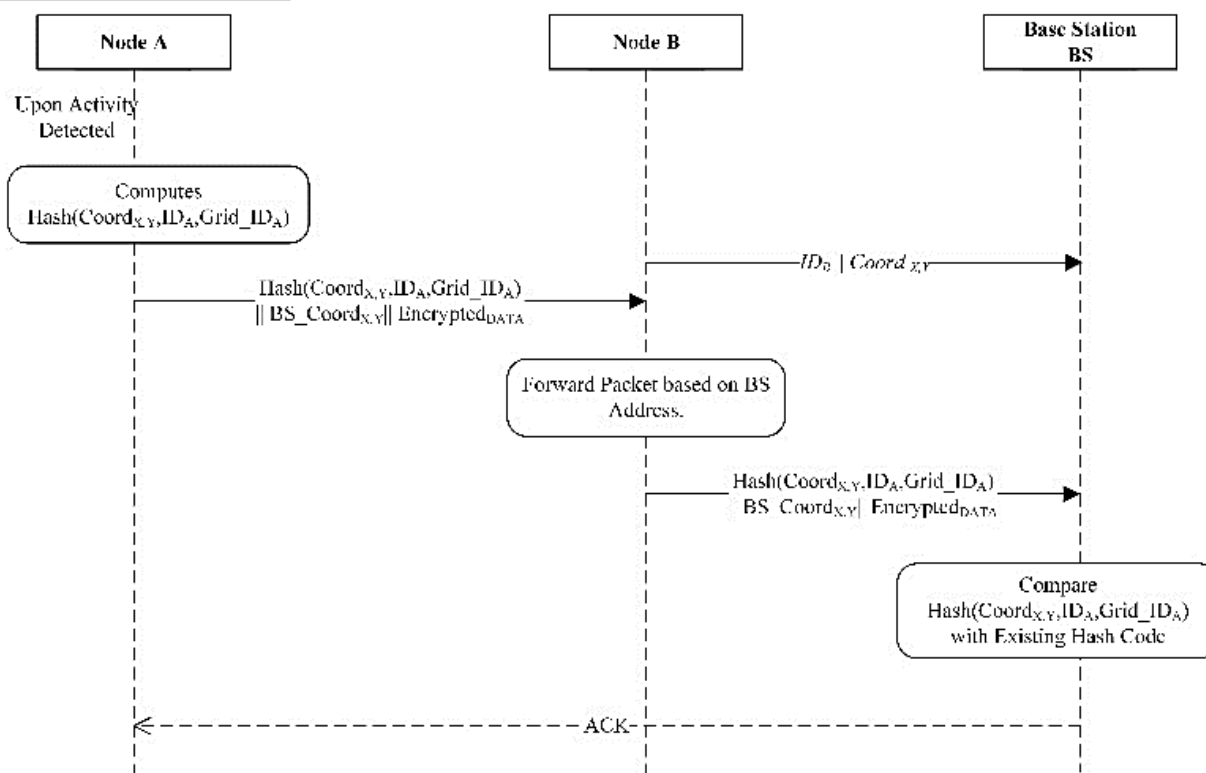 Node A
Node B
Base Station
BS
Upon Activity
Detected
Computes
Hash(Coord_X,Y,ID_A,Grid_ID_A)
| Coord X,Y
Hash(Coord_X,Y,ID_A,Grid_ID_A)
|| BS_Coord_X,Y|| Encrypted_DATA
Forward Packet based on BS
Address.
Hash(Coord_X,Y,ID_A,Grid_ID_A)
BS_Coord_X,Y| Encrypted_DATA
Compare
Hash(Coord_X,Y,ID_A,Grid_ID_A)
with Existing Hash Code
ACK